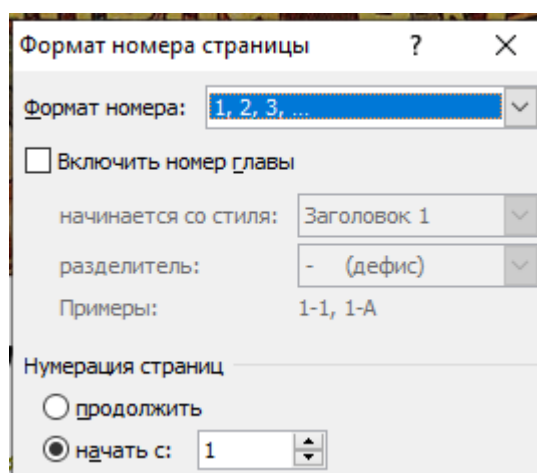 Формат номера страницы ? ×
Формат номера: 1, 2, 3, ...
Включить номер главы
начинается со стиля: Заголовок 1
разделитель: - (дефис)
Примеры: 1-1, 1-A
Нумерация страниц
продолжить
начать с: 1